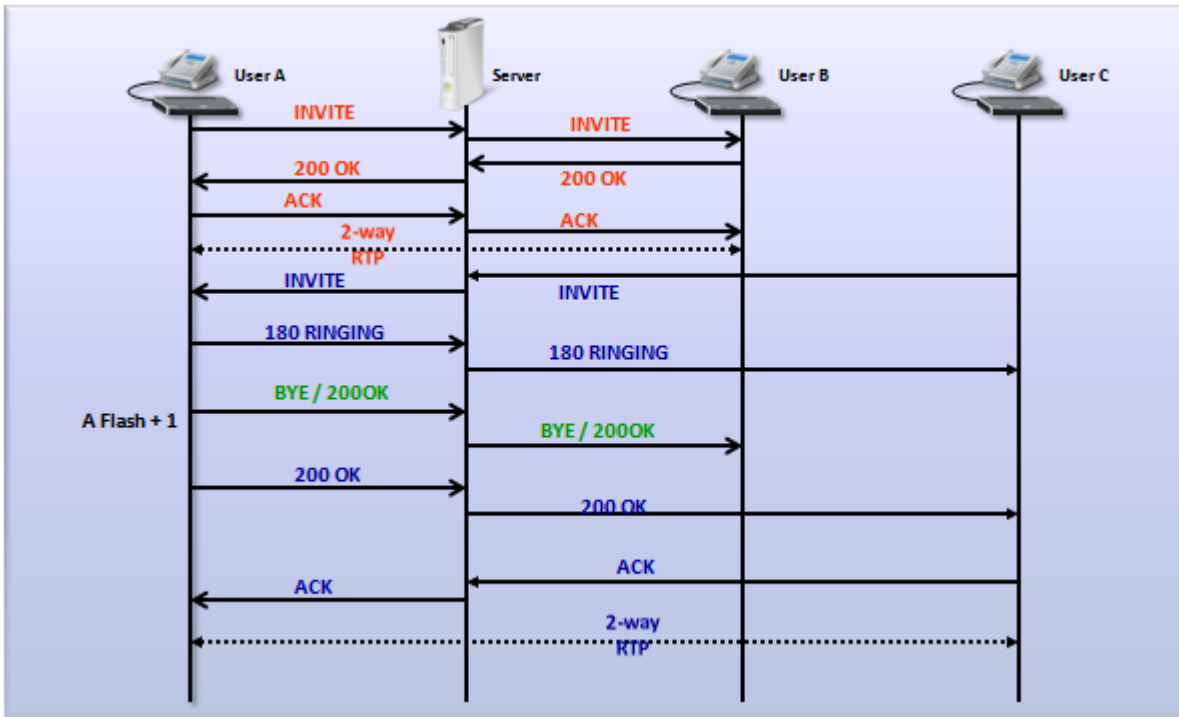 User A
Server
User B
User C
INVITE
INVITE
200 OK
200 OK
ACK
ACK
2-way
RTP
INVITE
INVITE
180 RINGING
180 RINGING
BYE / 200OK
A Flash + 1
BYE / 200OK
200 OK
200 OK
ACK
ACK
2-way
RTP